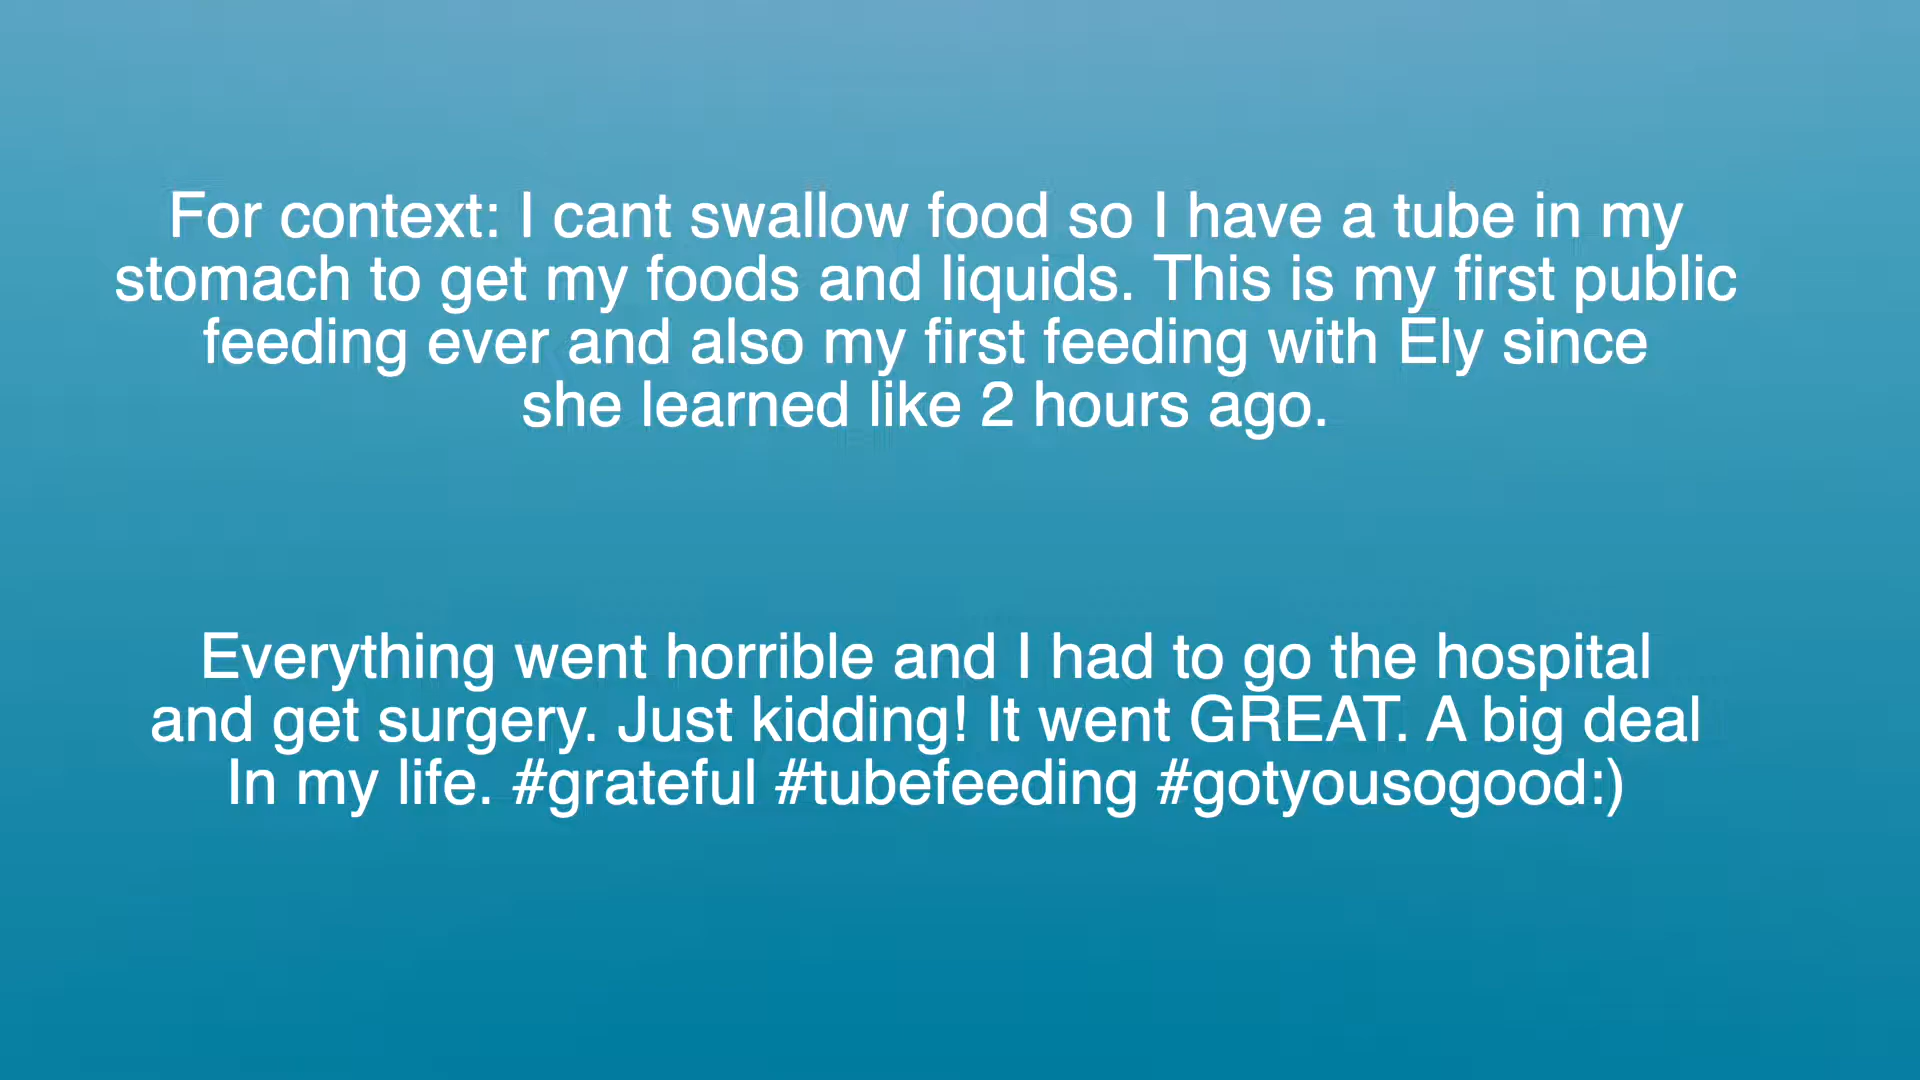 For context: I cant swallow food so I have a tube in my
stomach to get my foods and liquids. This is my first public
feeding ever and also my first feeding with Ely since
she learned like 2 hours ago.
Everything went horrible and I had to go the hospital
and get surgery. Just kidding! It went GREAT. A big deal
In my life. #grateful #tubefeeding #gotyousogood:)